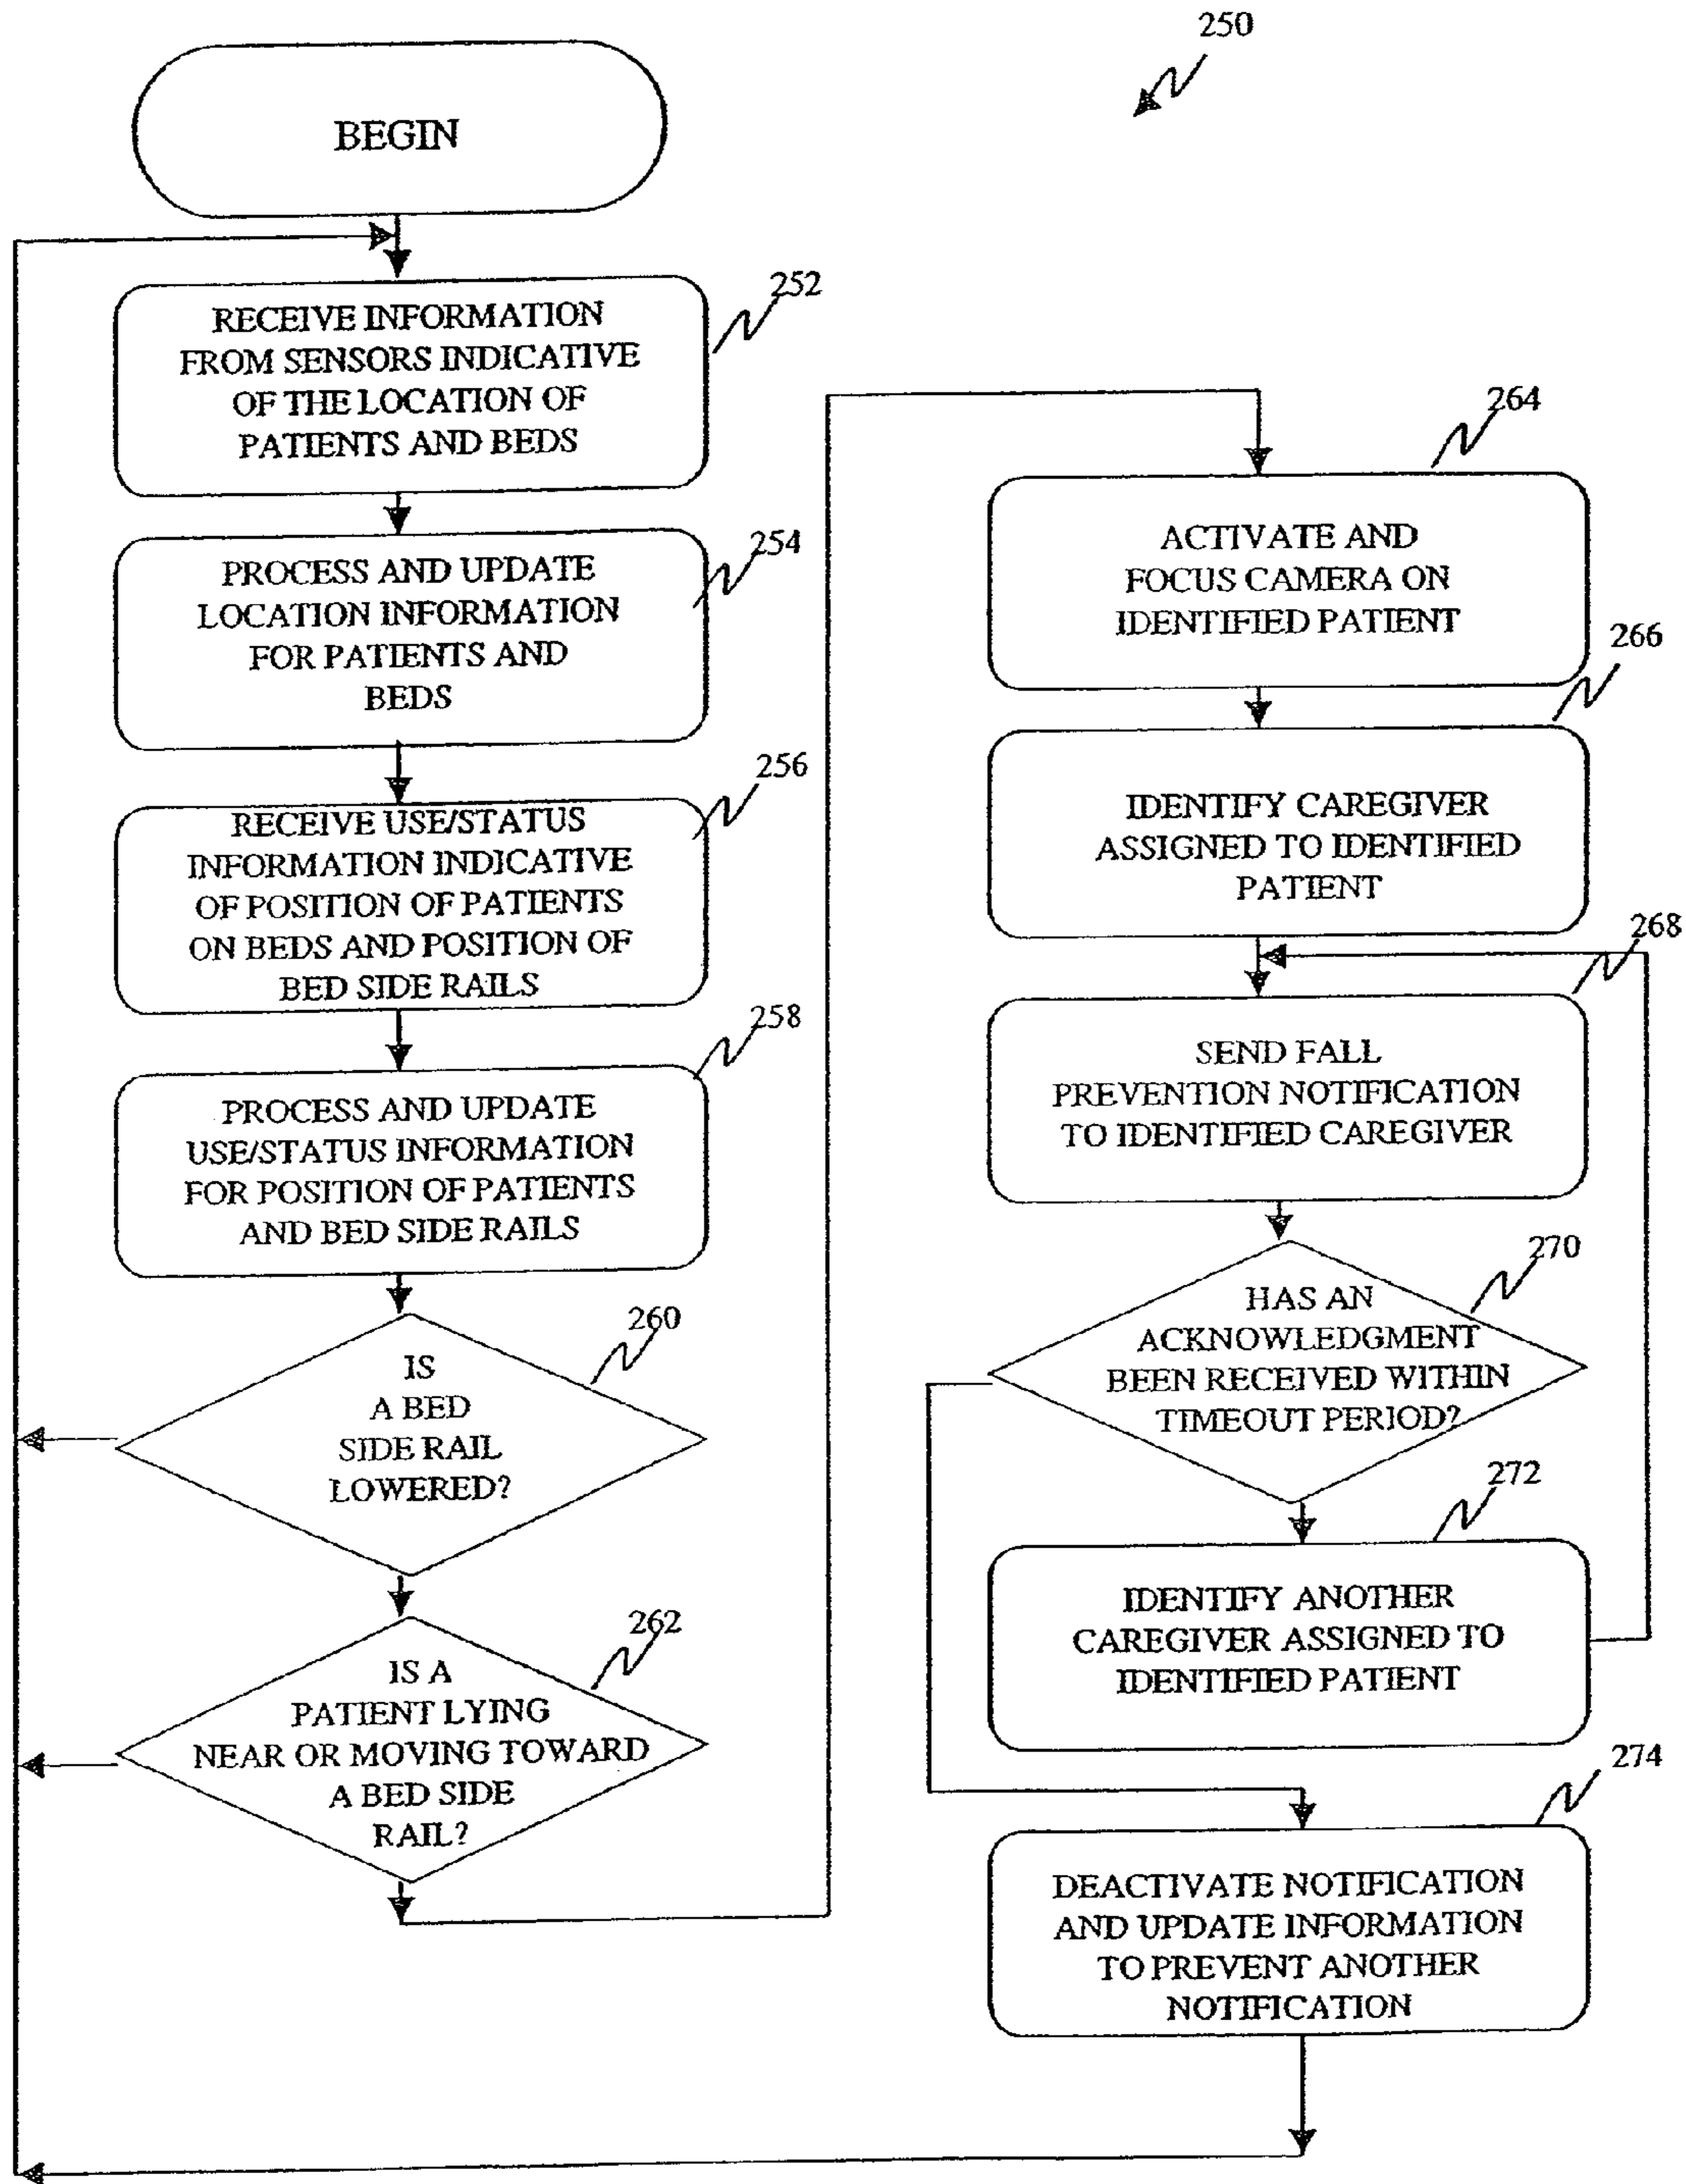 250
BEGIN
252
RECEIVE INFORMATION
FROM SENSORS INDICATIVE
OF THE LOCATION OF
PATIENTS AND BEDS
254
PROCESS AND UPDATE
LOCATION INFORMATION
FOR PATIENTS AND
BEDS
256
RECEIVE USE/STATUS
INFORMATION INDICATIVE
OF POSITION OF PATIENTS
ON BEDS AND POSITION OF
BED SIDE RAILS
258
PROCESS AND UPDATE
USE/STATUS INFORMATION
FOR POSITION OF PATIENTS
AND BED SIDE RAILS
260
IS
A BED
SIDE RAIL
LOWERED?
262
IS A
PATIENT LYING
NEAR OR MOVING TOWARD
A BED SIDE
RAIL?
264
ACTIVATE AND
FOCUS CAMERA ON
IDENTIFIED PATIENT
266
IDENTIFY CAREGIVER
ASSIGNED TO IDENTIFIED
PATIENT
268
SEND FALL
PREVENTION NOTIFICATION
TO IDENTIFIED CAREGIVER
270
HAS AN
ACKNOWLEDGMENT
BEEN RECEIVED WITHIN
TIMEOUT PERIOD?
272
IDENTIFY ANOTHER
CAREGIVER ASSIGNED TO
IDENTIFIED PATIENT
274
DEACTIVATE NOTIFICATION
AND UPDATE INFORMATION
TO PREVENT ANOTHER
NOTIFICATION